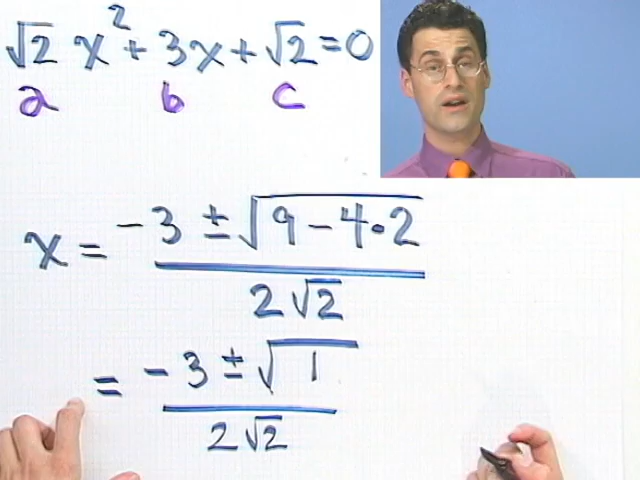 √2 x² + 3x + √2 = 0
a b c
x = -3 ± √9 - 4 • 2
2√2
= -3 ± √1
2√2